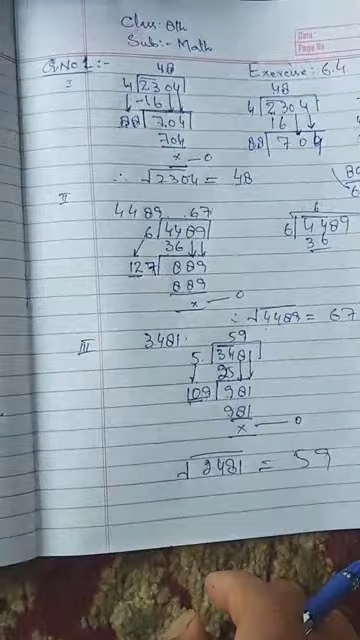 Class:- 8th
Sub:- Math
Date:
Page No
Q.No 1:-
Exercise: 6.4
I
48
4 2304
-16
88 704
704
x — 0
∴ √2304 = 48
48
4 2304
16
88 704
II
4489 67
6 4489
36
127 889
889
x — 0
∴ √4489 = 67
6
6 4489
36
III
3481 59
5 3481
25
109 981
981
x — 0
√3481 = 59